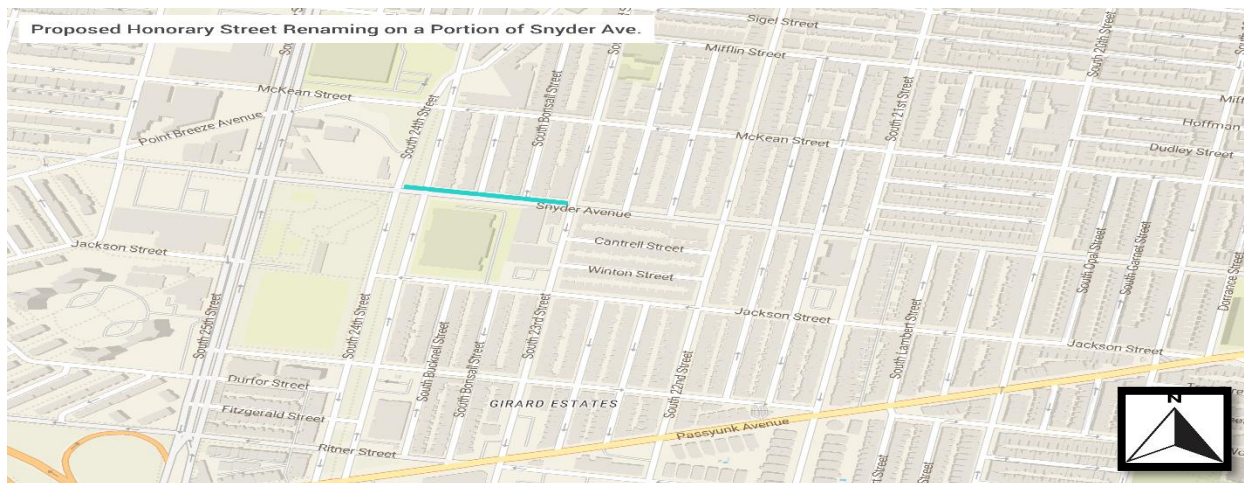 Proposed Honorary Street Renaming on a Portion of Snyder Ave.
Sigel Street
Mifflin Street
South 20th Street
McKean Street
South 24th Street
South Bonsall Street
Point Breeze Avenue
McKean Street
South 21st Street
Hoffman
Dudley Street
Snyder Avenue
Jackson Street
Cantrell Street
Winton Street
South Opal Street
South Garnet Street
Dorrance Street
South 25th Street
South 24th Street
South 23rd Street
Jackson Street
Jackson Street
South Bucknell Street
South Bonsall Street
South 22nd Street
South Lambert Street
Durfor Street
GIRARD ESTATES
Fitzgerald Street
Passyunk Avenue
Ritner Street
N